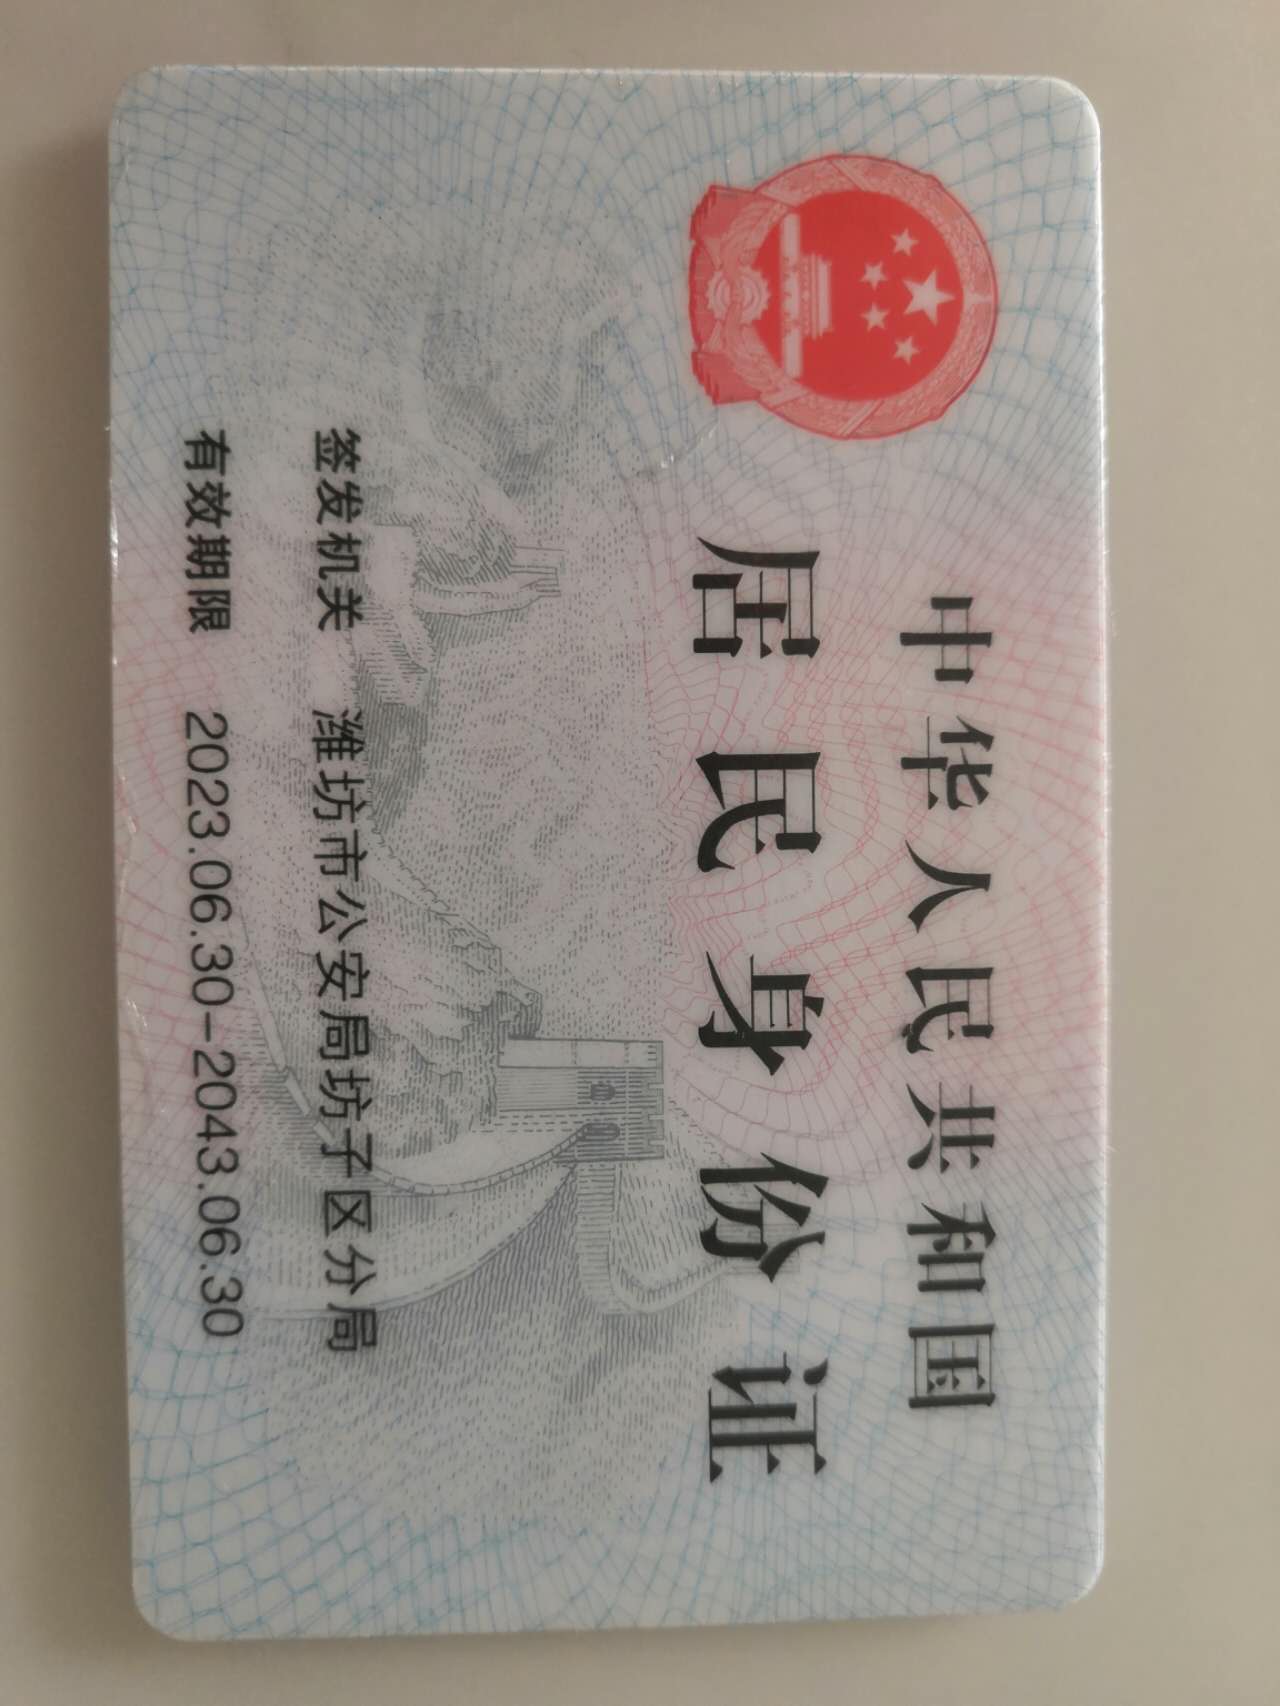 中华人民共和国
居民身份证
签发机关 潍坊市公安局坊子区分局
有效期限 2023.06.30-2043.06.30